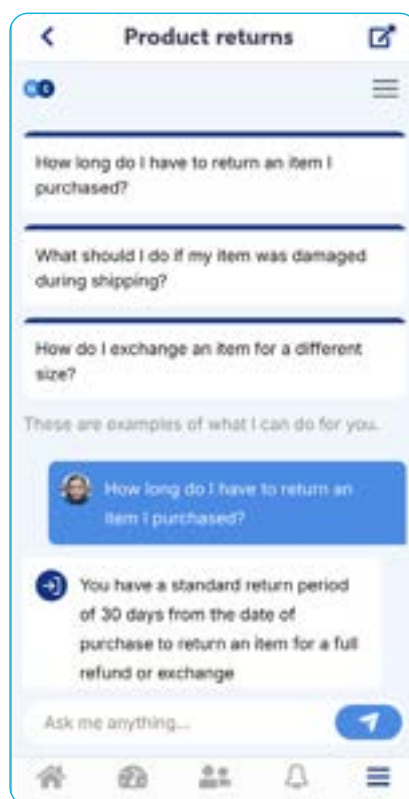 Product returns
How long do I have to return an item I
purchased?
What should I do if my item was damaged
during shipping?
How do I exchange an item for a different
size?
These are examples of what I can do for you.
How long do I have to return an
item I purchased?
You have a standard return period
of 30 days from the date of
purchase to return an item for a full
refund or exchange
Ask me anything...